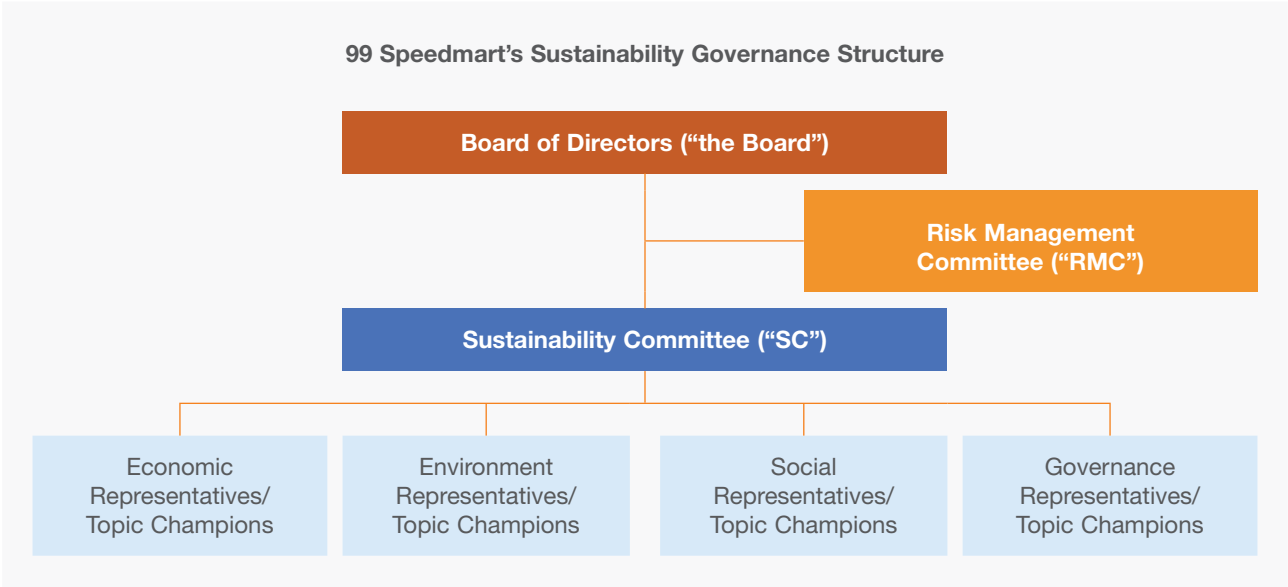 99 Speedmart’s Sustainability Governance Structure
Board of Directors (“the Board”)
Risk Management
Committee (“RMC”)
Sustainability Committee (“SC”)
Economic
Representatives/
Topic Champions
Environment
Representatives/
Topic Champions
Social
Representatives/
Topic Champions
Governance
Representatives/
Topic Champions